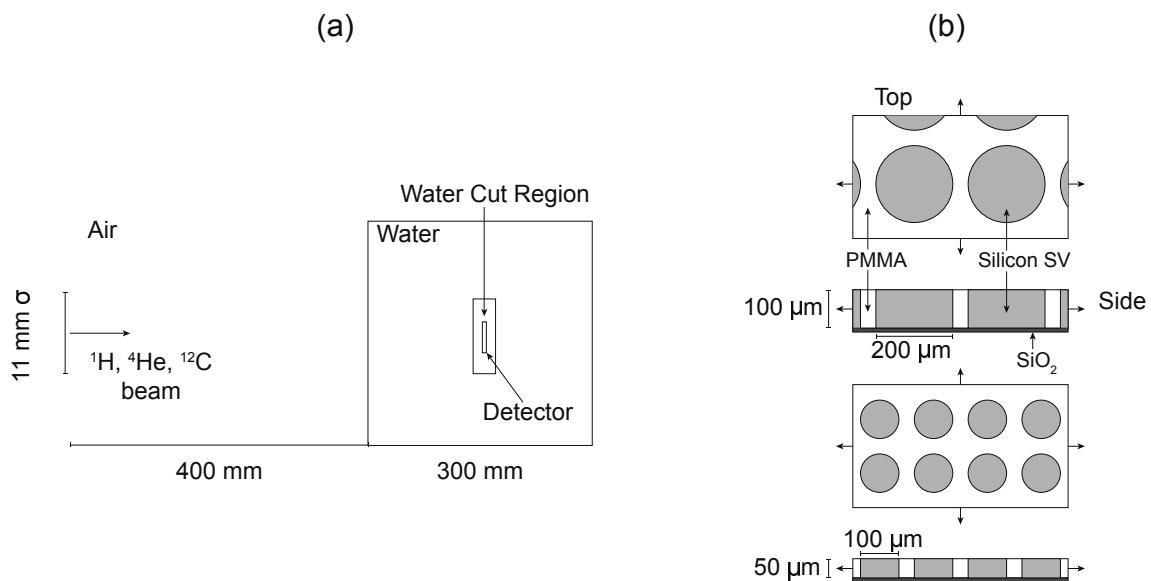 (a)
Air
Water Cut Region
Water
11 mm σ
¹H, ⁴He, ¹²C
beam
Detector
400 mm
300 mm
(b)
Top
PMMA
Silicon SV
Side
100 µm
200 µm
SiO₂
100 µm
50 µm